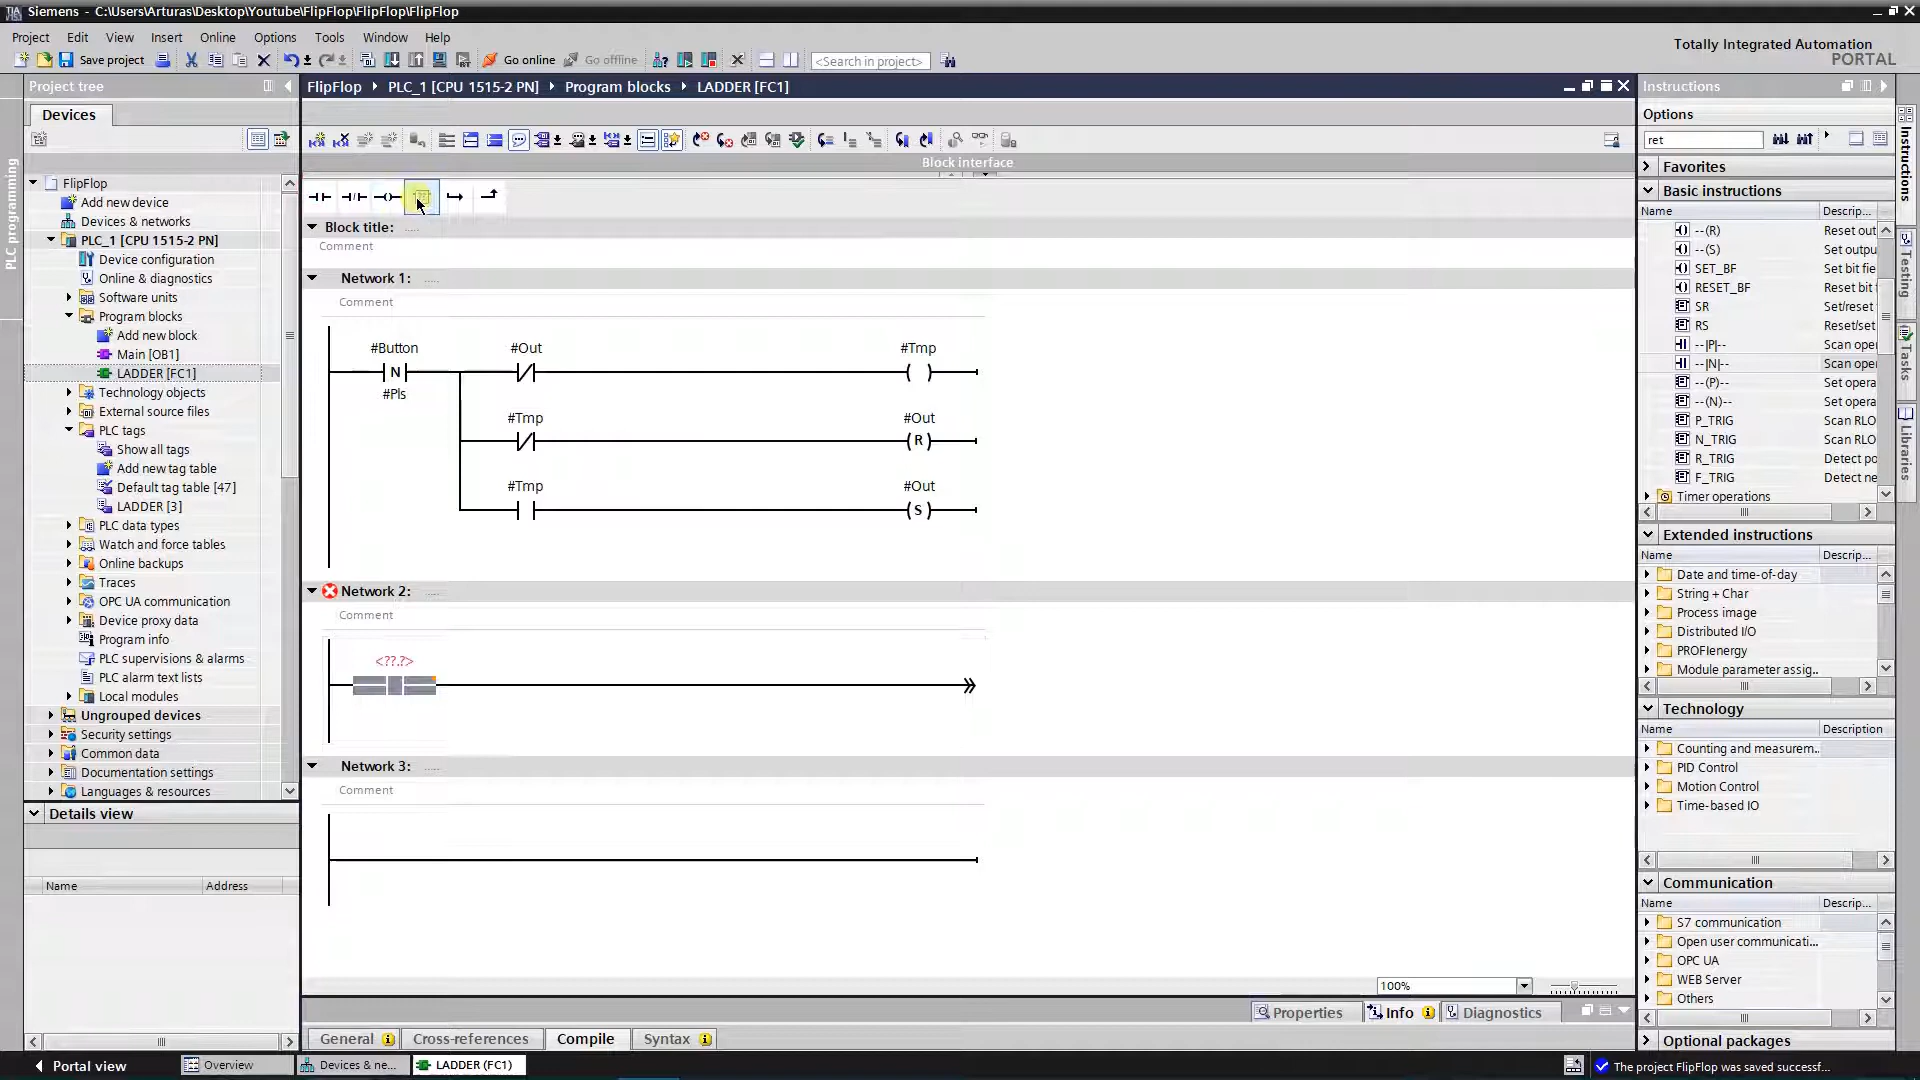 Siemens - C:\Users\Arturas\Desktop\Youtube\FlipFlop\FlipFlop\FlipFlop
Project Edit View Insert Online Options Tools Window Help
Totally Integrated Automation
PORTAL
Save project
Go online
Go offline
<Search in project>
Project tree
FlipFlop
PLC_1 [CPU 1515-2 PN]
Program blocks
LADDER [FC1]
Instructions
Devices
PLC programming
FlipFlop
Add new device
Devices & networks
PLC_1 [CPU 1515-2 PN]
Device configuration
Online & diagnostics
Software units
Program blocks
Add new block
Main [OB1]
LADDER [FC1]
Technology objects
External source files
PLC tags
Show all tags
Add new tag table
Default tag table [47]
LADDER [3]
PLC data types
Watch and force tables
Online backups
Traces
OPC UA communication
Device proxy data
Program info
PLC supervisions & alarms
PLC alarm text lists
Local modules
Ungrouped devices
Security settings
Common data
Documentation settings
Languages & resources
Details view
Name Address
Block interface
Block title: .....
Comment
Network 1: .....
Comment
#Button #Out #Tmp
N
#Pls
#Tmp #Out
R
#Tmp #Out
S
Network 2: .....
Comment
<??.?>
Network 3: .....
Comment
100%
Properties Info Diagnostics
General Cross-references Compile Syntax
Options
ret
Favorites
Basic instructions
Name Descrip...
--(R) Reset out
--(S) Set outpu
SET_BF Set bit fie
RESET_BF Reset bit
SR Set/reset
RS Reset/set
--|P|-- Scan oper
--|N|-- Scan oper
--(P)-- Set opera
--(N)-- Set opera
P_TRIG Scan RLO
N_TRIG Scan RLO
R_TRIG Detect po
F_TRIG Detect ne
Timer operations
Extended instructions
Name Descrip...
Date and time-of-day
String + Char
Process image
Distributed I/O
PROFIenergy
Module parameter assig..
Technology
Name Description
Counting and measurem..
PID Control
Motion Control
Time-based IO
Communication
Name Descrip...
S7 communication
Open user communicati...
OPC UA
WEB Server
Others
Optional packages
Instructions
Testing
Tasks
Libraries
Portal view
Overview
Devices & ne...
LADDER (FC1)
The project FlipFlop was saved successf...